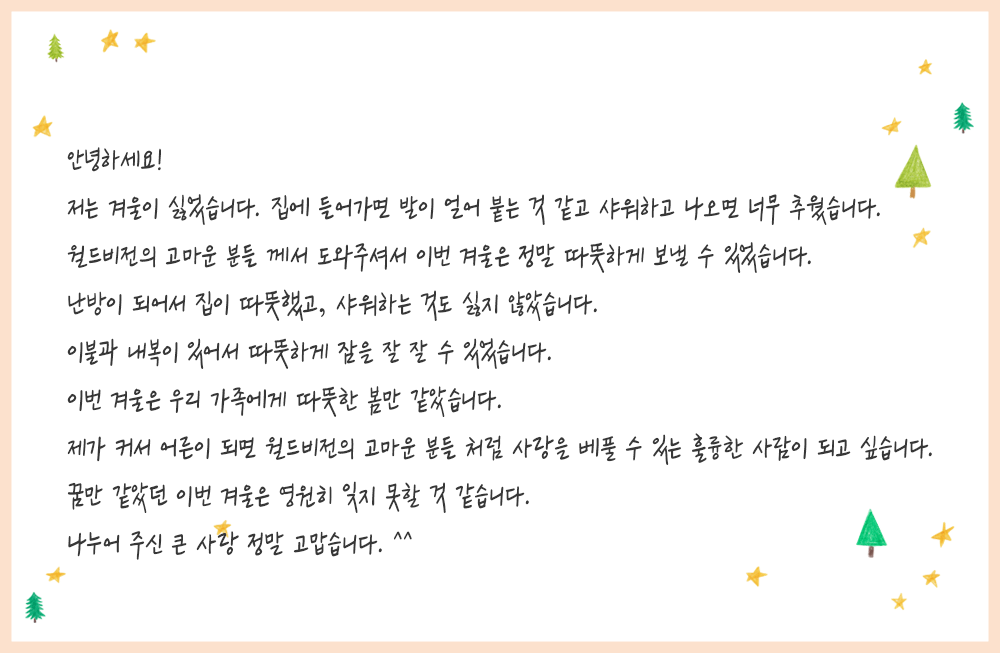 안녕하세요!
저는 겨울이 싫었습니다. 집에 들어가면 발이 얼어 붙는 것 같고 샤워하고 나오면 너무 추웠습니다.
월드비전의 고마운 분들 께서 도와주셔서 이번 겨울은 정말 따뜻하게 보낼 수 있었습니다.
난방이 되어서 집이 따뜻했고, 샤워하는 것도 싫지 않았습니다.
이불과 내복이 있어서 따뜻하게 잠을 잘 잘 수 있었습니다.
이번 겨울은 우리 가족에게 따뜻한 봄만 같았습니다.
제가 커서 어른이 되면 월드비전의 고마운 분들 처럼 사랑을 베풀 수 있는 훌륭한 사람이 되고 싶습니다.
꿈만 같았던 이번 겨울은 영원히 잊지 못할 것 같습니다.
나누어 주신 큰 사랑 정말 고맙습니다. ^^